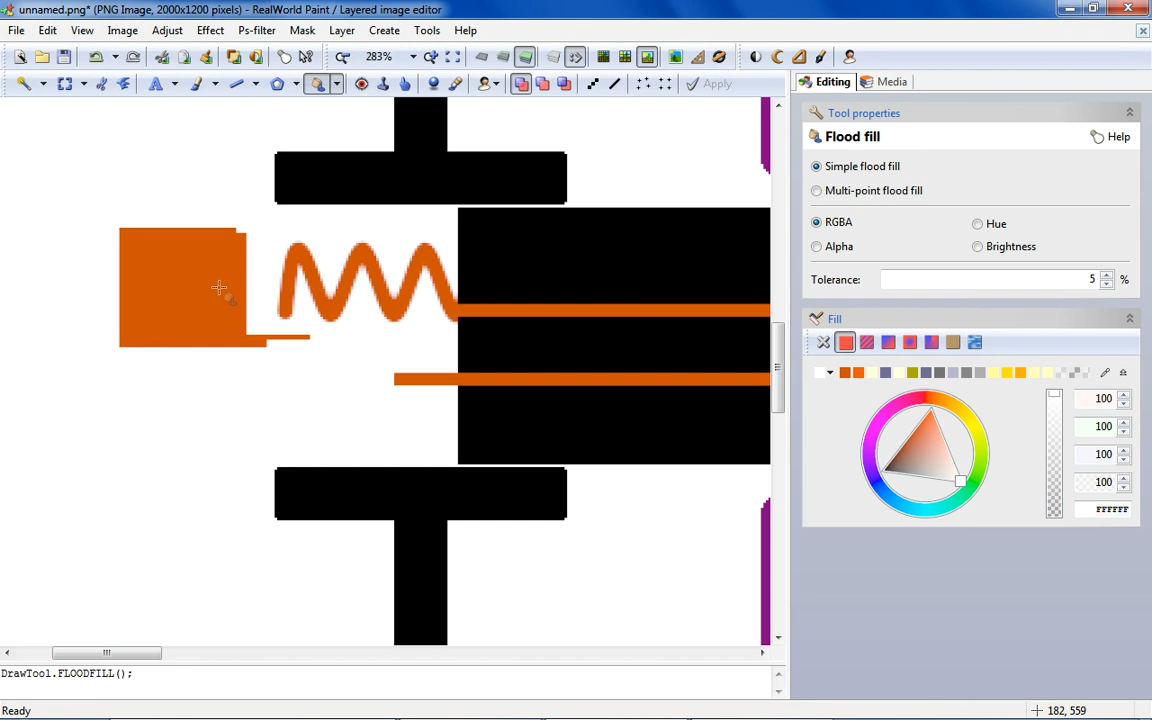 unnamed.png* (PNG Image, 2000x1200 pixels) - RealWorld Paint / Layered image editor
File Edit View Image Adjust Effect Ps-filter Mask Layer Create Tools Help
283%
Apply
Editing Media
Tool properties
Flood fill Help
Simple flood fill
Multi-point flood fill
RGBA Hue
Alpha Brightness
Tolerance: 5 %
Fill
100
100
100
100
FFFFFF
DrawTool.FLOODFILL();
Ready 182, 559